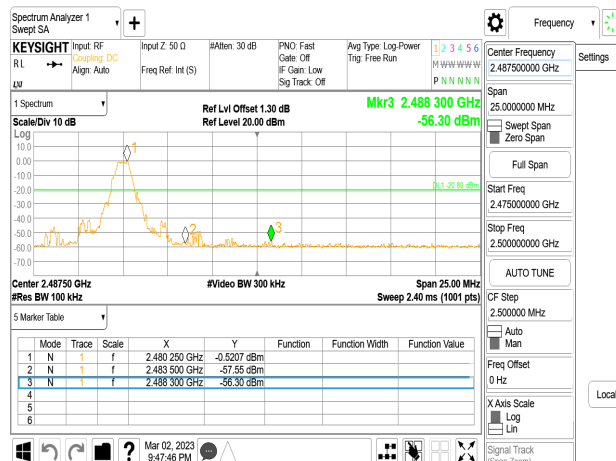 Spectrum Analyzer 1
Swept SA
Frequency
KEYSIGHT
RL
LXI
Input: RF
Coupling: DC
Align: Auto
Input Z: 50 Ω
Freq Ref: Int (S)
#Atten: 30 dB
PNO: Fast
Gate: Off
IF Gain: Low
Sig Track: Off
Avg Type: Log-Power
Trig: Free Run
1 2 3 4 5 6
M W W W W W
P N N N N N
1 Spectrum
Scale/Div 10 dB
Ref Lvl Offset 1.30 dB
Ref Level 20.00 dBm
Mkr3 2.488 300 GHz
-56.30 dBm
Log
10.0
0.00
-10.0
-20.0
-30.0
-40.0
-50.0
-60.0
-70.0
1
2
3
DL1 -20.80 dBm
Center 2.48750 GHz
#Res BW 100 kHz
#Video BW 300 kHz
Span 25.00 MHz
Sweep 2.40 ms (1001 pts)
5 Marker Table
Mode Trace Scale X Y Function Function Width Function Value
1 N 1 f 2.480 250 GHz -0.5207 dBm
2 N 1 f 2.483 500 GHz -57.55 dBm
3 N 1 f 2.488 300 GHz -56.30 dBm
4
5
6
?
Mar 02, 2023
9:47:46 PM
Center Frequency
2.487500000 GHz
Settings
Span
25.0000000 MHz
Swept Span
Zero Span
Full Span
Start Freq
2.475000000 GHz
Stop Freq
2.500000000 GHz
AUTO TUNE
CF Step
2.500000 MHz
Auto
Man
Freq Offset
0 Hz
X Axis Scale
Log
Lin
Local
Signal Track
(Span Zoom)